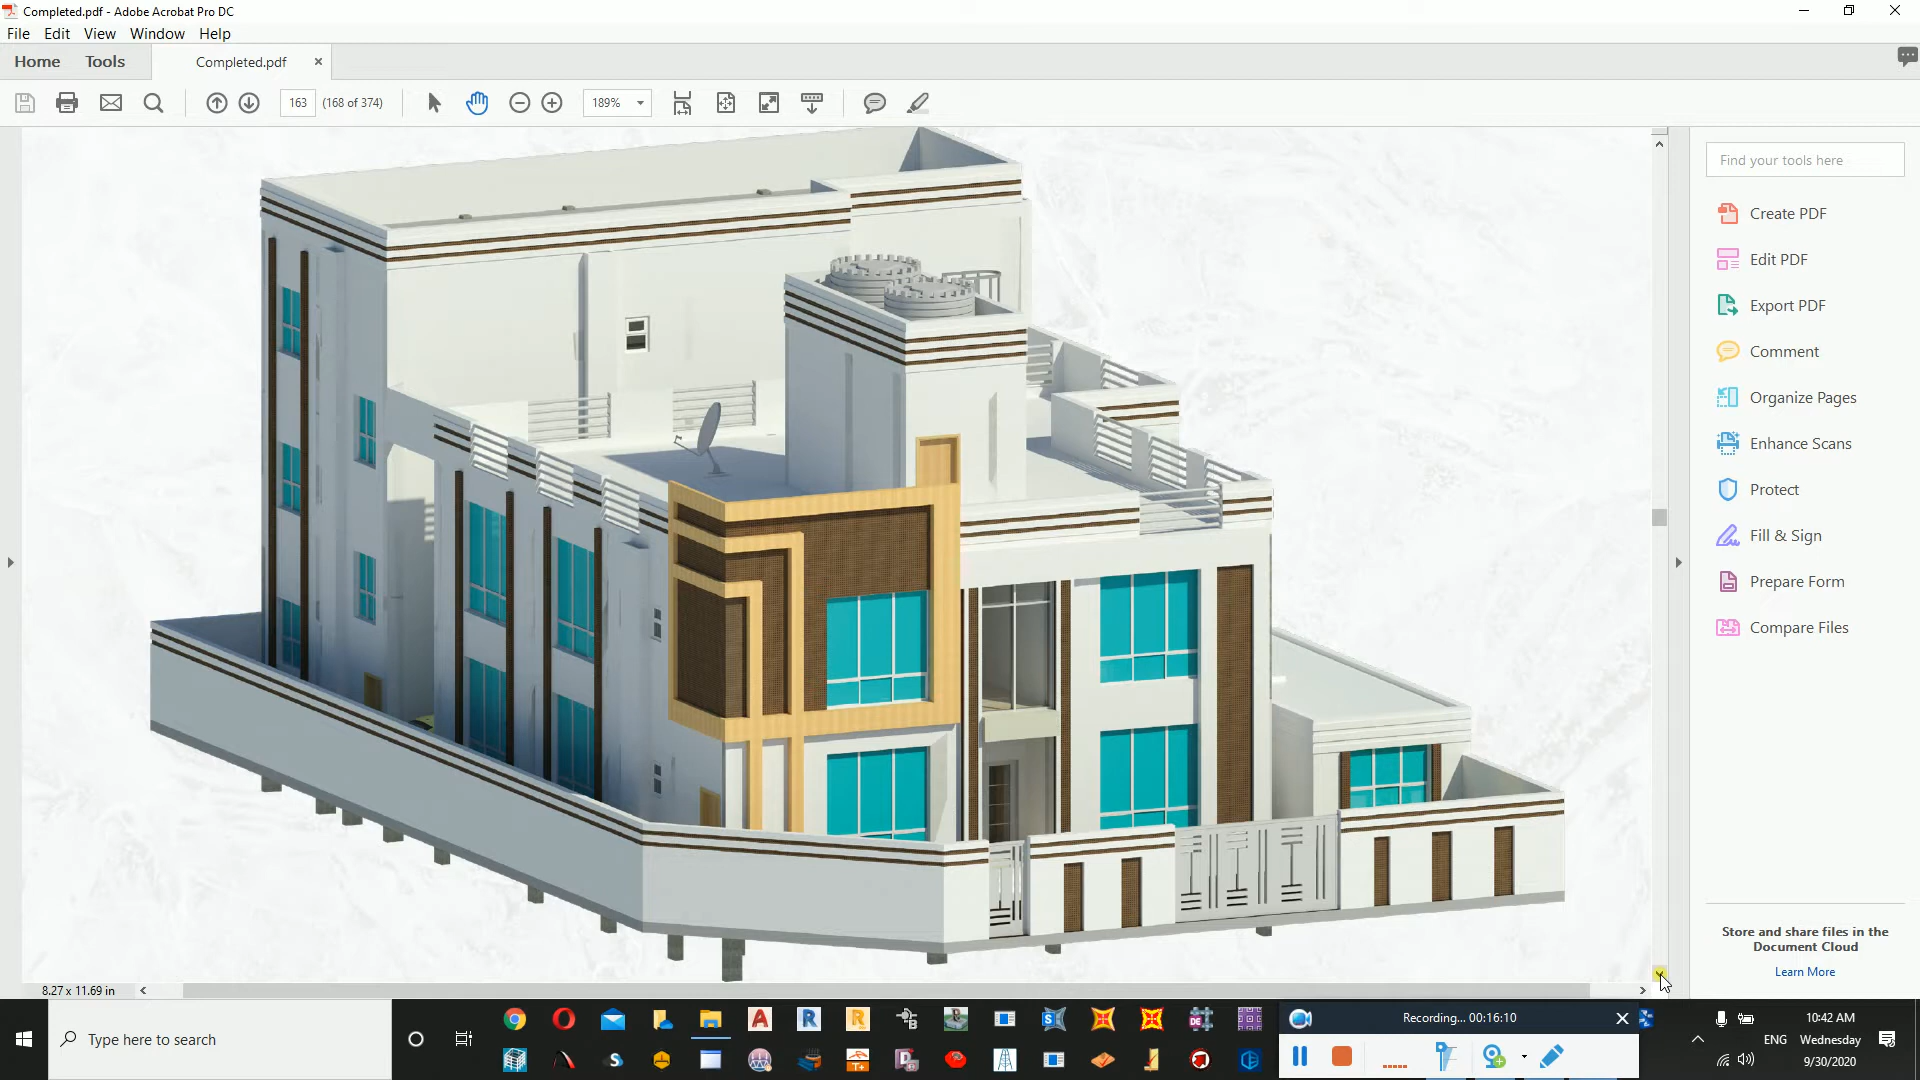 Completed.pdf - Adobe Acrobat Pro DC
File Edit View Window Help
Home Tools Completed.pdf ×
163 (168 of 374) 189%
Find your tools here
Create PDF
Edit PDF
Export PDF
Comment
Organize Pages
Enhance Scans
Protect
Fill & Sign
Prepare Form
Compare Files
Store and share files in the
Document Cloud
Learn More
8.27 x 11.69 in
Type here to search
Recording... 00:16:10
ENG
10:42 AM
Wednesday
9/30/2020